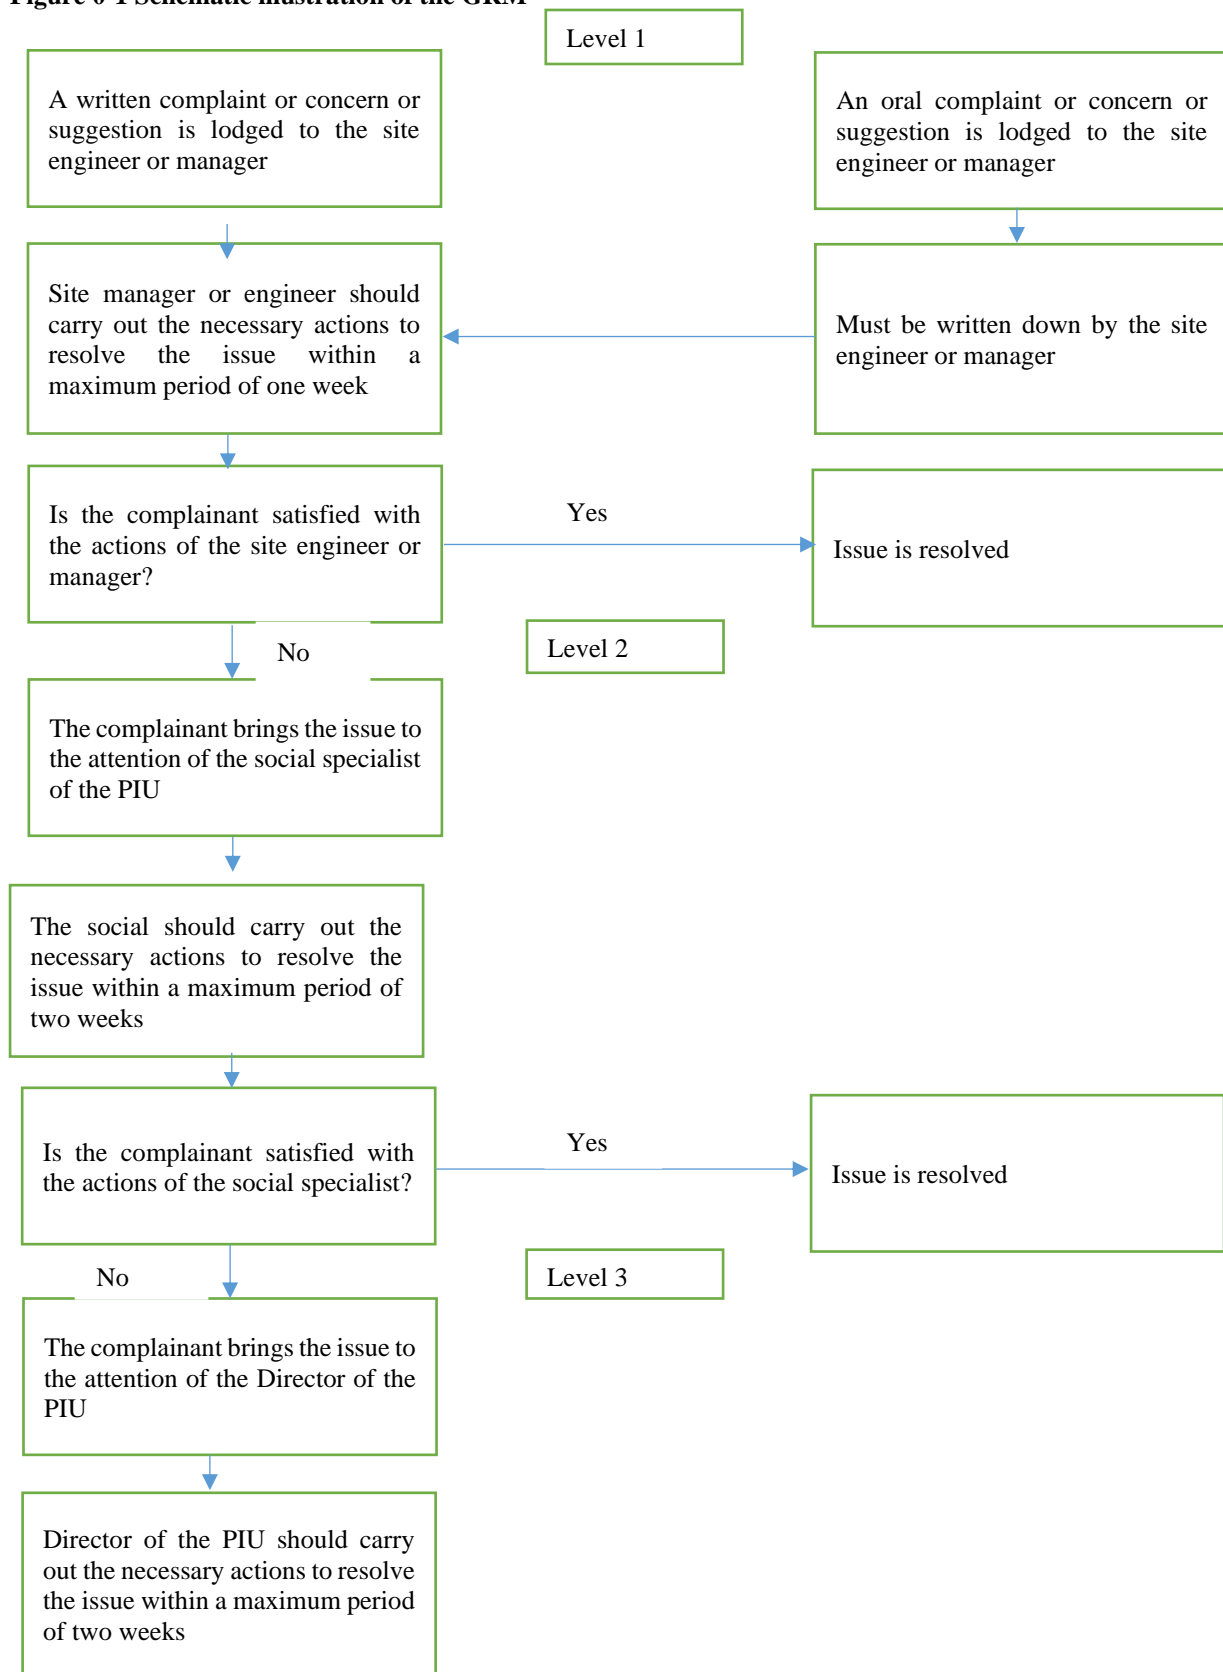 Level 1
A written complaint or concern or
suggestion is lodged to the site
engineer or manager
An oral complaint or concern or
suggestion is lodged to the site
engineer or manager
Site manager or engineer should
carry out the necessary actions to
resolve the issue within a
maximum period of one week
Must be written down by the site
engineer or manager
Is the complainant satisfied with
the actions of the site engineer or
manager?
Yes
Issue is resolved
No
Level 2
The complainant brings the issue to
the attention of the social specialist
of the PIU
The social should carry out the
necessary actions to resolve the
issue within a maximum period of
two weeks
Is the complainant satisfied with
the actions of the social specialist?
Yes
Issue is resolved
No
Level 3
The complainant brings the issue to
the attention of the Director of the
PIU
Director of the PIU should carry
out the necessary actions to resolve
the issue within a maximum period
of two weeks